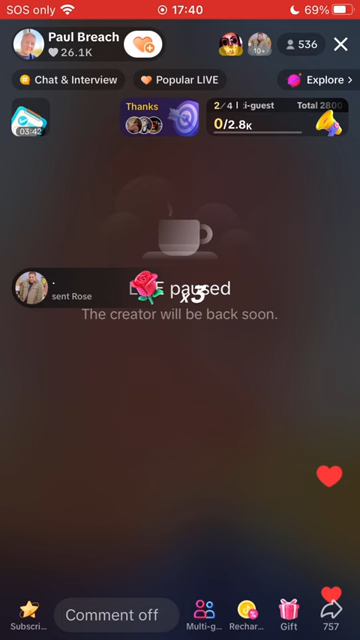 SOS only
17:40
69%
Paul Breach
26.1K
10+
536
Chat & Interview
Popular LIVE
Explore >
03:42
Thanks
2/4
i-guest
Total 2800
0/2.8K
sent Rose
x3
paused
The creator will be back soon.
Subscri...
Comment off
Multi-g...
Rechar...
Gift
757